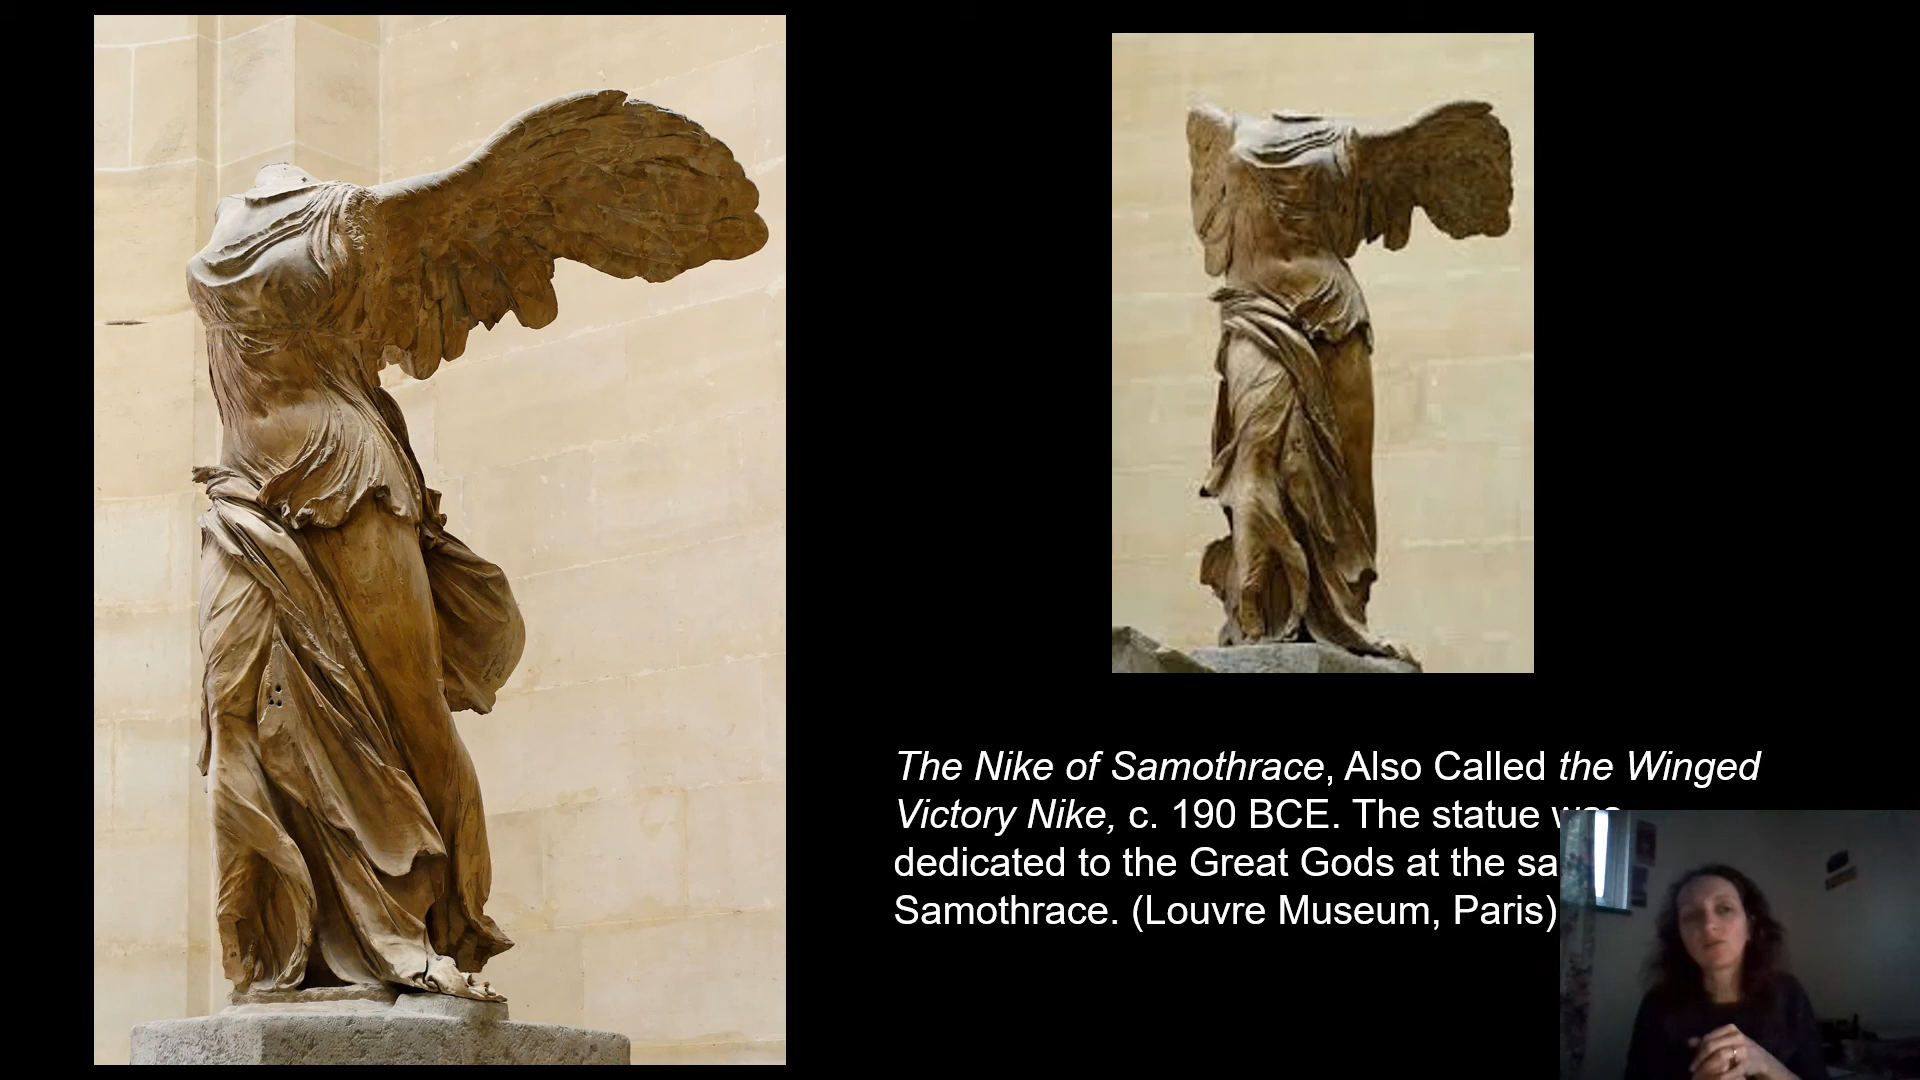 The Nike of Samothrace, Also Called the Winged
Victory Nike, c. 190 BCE. The statue was
dedicated to the Great Gods at the
Samothrace. (Louvre Museum, Paris)